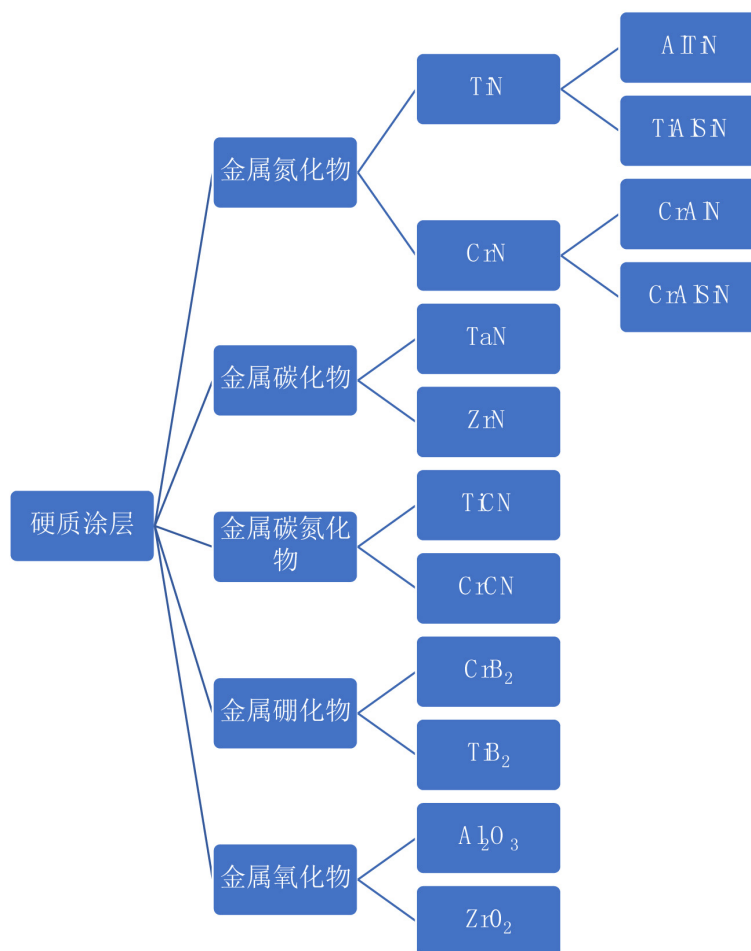 硬质涂层
金属氮化物
TiN
AlTiN
TiAlSiN
CrN
CrAlN
CrAlSiN
金属碳化物
TaN
ZrN
金属碳氮化
物
TiCN
CrCN
金属硼化物
CrB₂
TiB₂
金属氧化物
Al₂O₃
ZrO₂